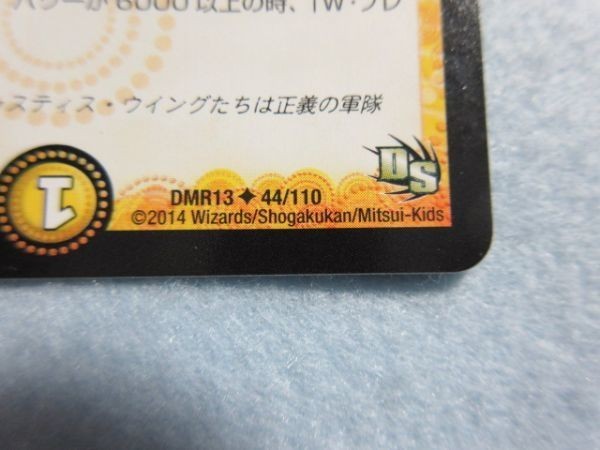 パワーが6000以上の時、「W・ブレ
スティス・ウイングたちは正義の軍隊
DS
1
DMR13 ✦ 44/110
©2014 Wizards/Shogakukan/Mitsui-Kids